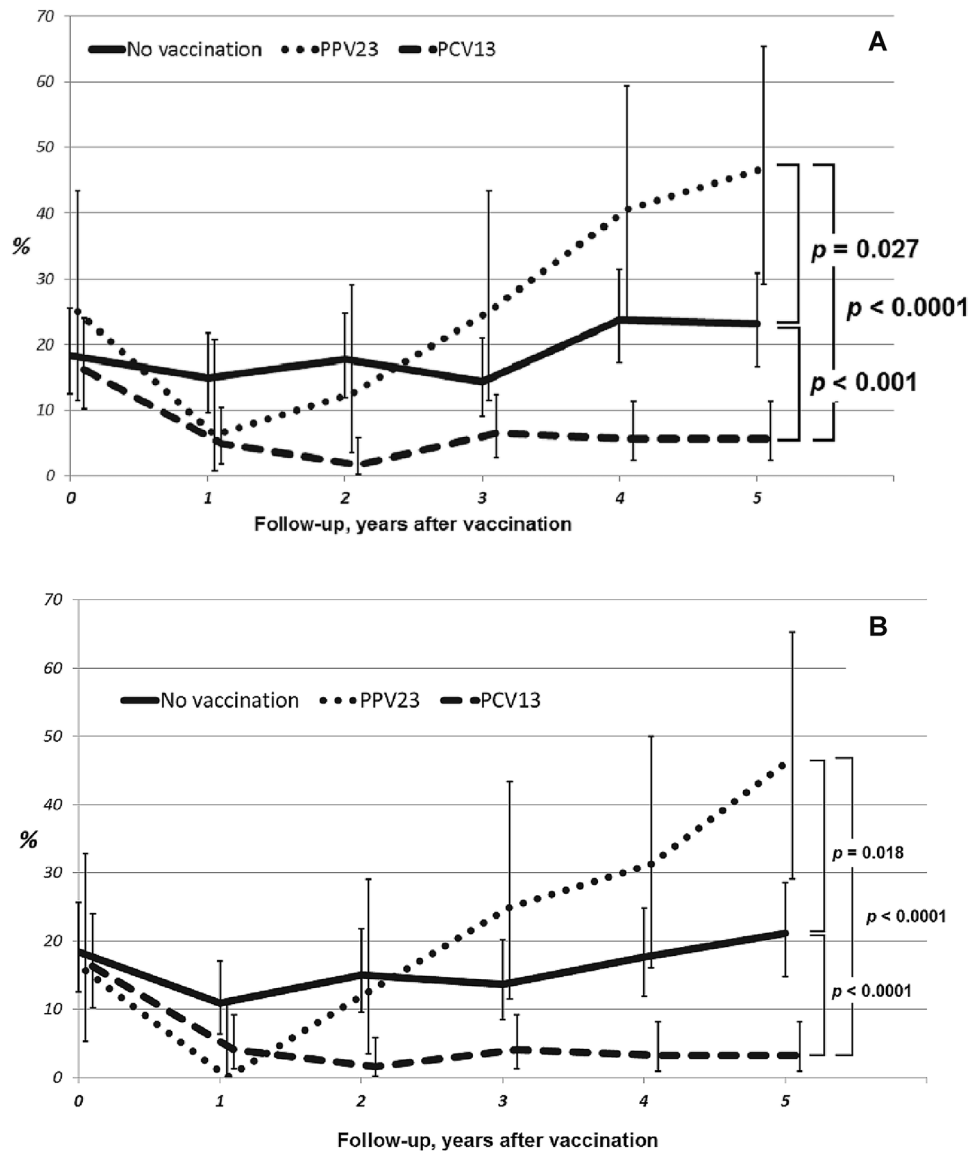 70
No vaccination PPV23 PCV13
A
60
50
40
%
p = 0.027
30
p < 0.0001
20
p < 0.001
10
0
0 1 2 3 4 5
Follow-up, years after vaccination
70
B
60
No vaccination PPV23 PCV13
50
40
%
p = 0.018
30
p < 0.0001
20
p < 0.0001
10
0
0 1 2 3 4 5
Follow-up, years after vaccination